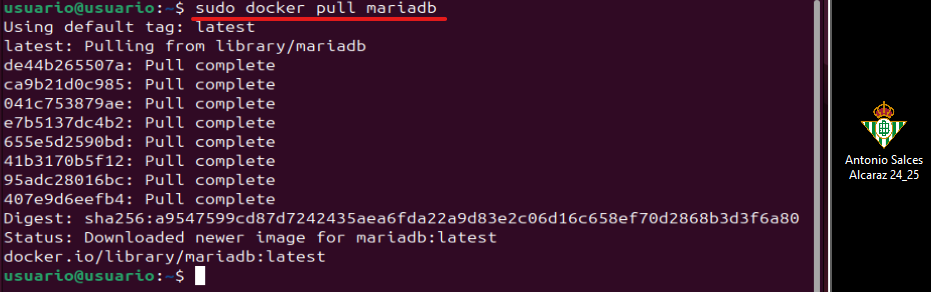 usuario@usuario:~$ sudo docker pull mariadb
Using default tag: latest
latest: Pulling from library/mariadb
de44b265507a: Pull complete
ca9b21d0c985: Pull complete
041c753879ae: Pull complete
e7b5137dc4b2: Pull complete
655e5d2590bd: Pull complete
41b3170b5f12: Pull complete
95adc28016bc: Pull complete
407e9d6eefb4: Pull complete
Digest: sha256:a9547599cd87d7242435aea6fda22a9d83e2c06d16c658ef70d2868b3d3f6a80
Status: Downloaded newer image for mariadb:latest
docker.io/library/mariadb:latest
usuario@usuario:~$
Antonio Salces
Alcaraz 24_25